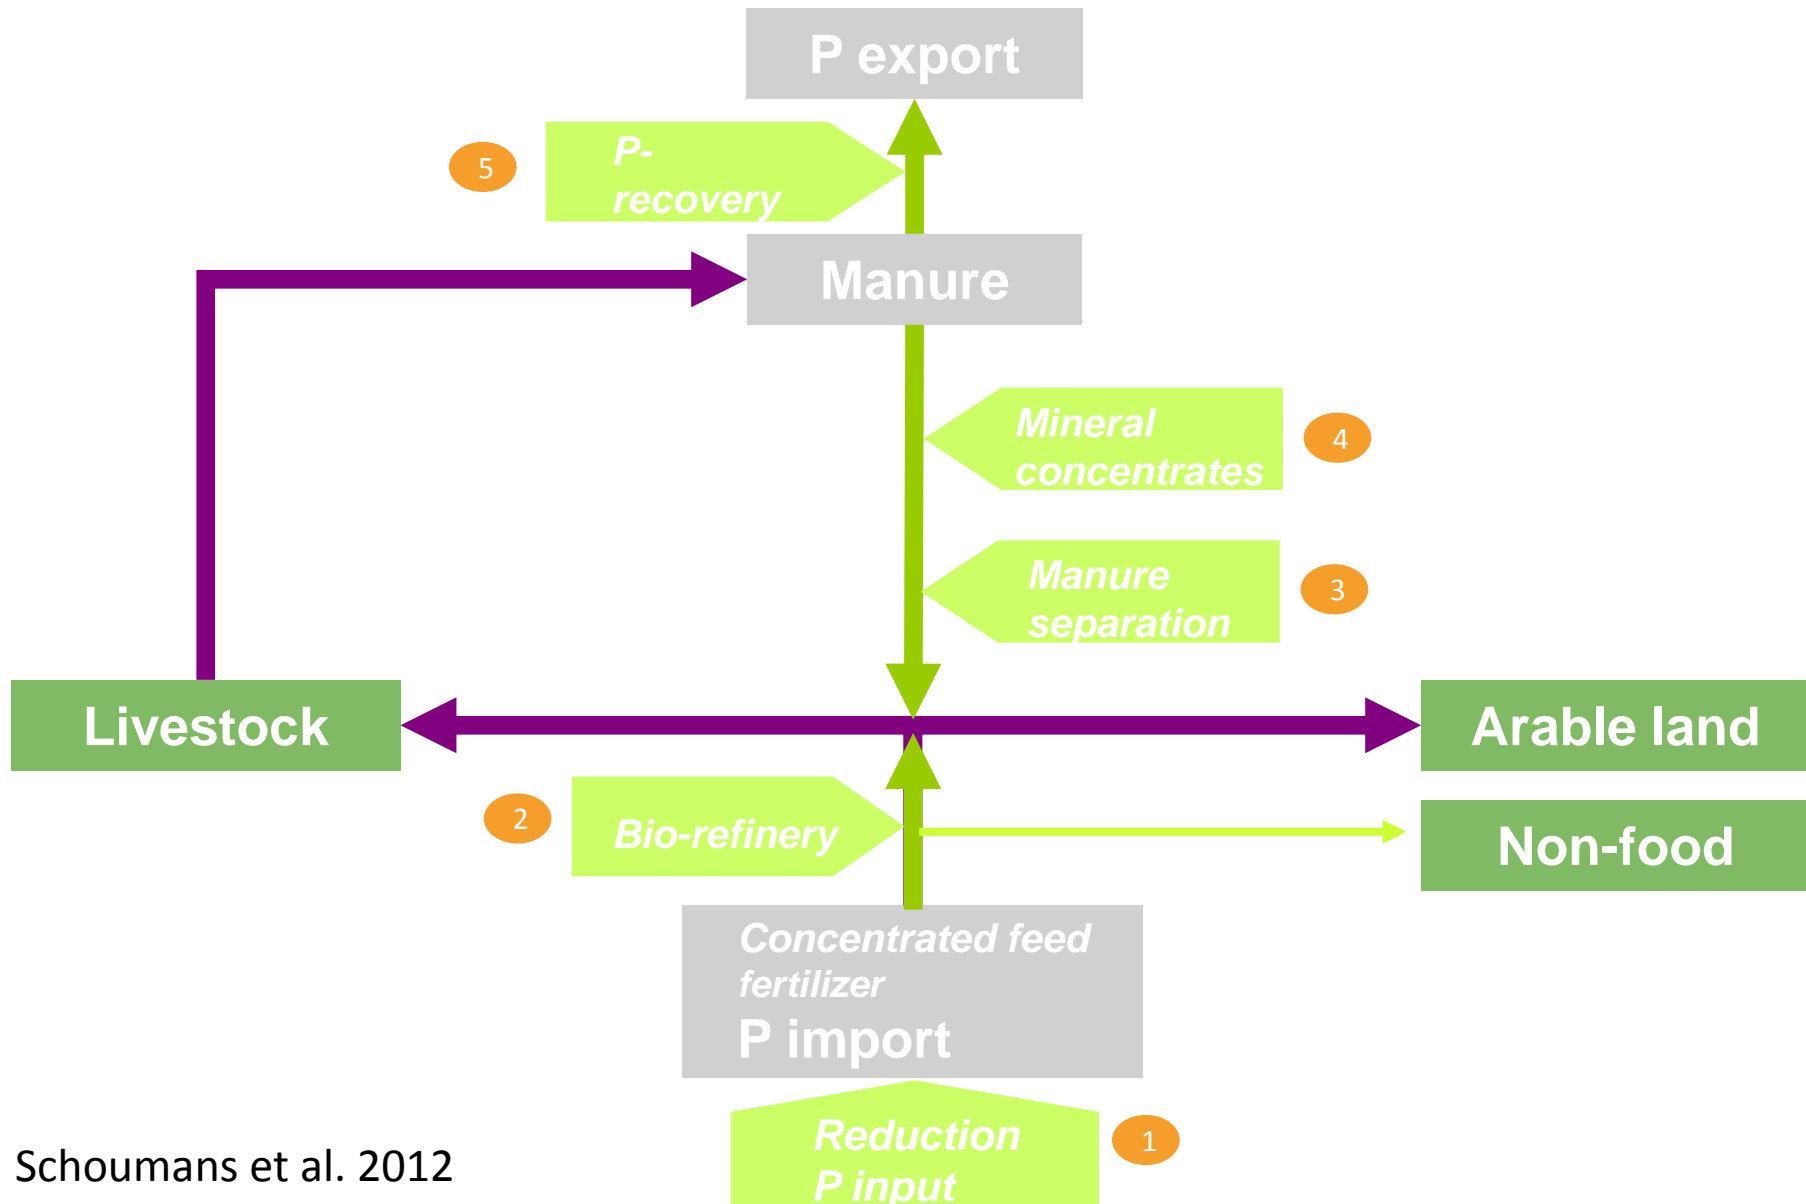 P export
5
P-
recovery
Manure
Mineral
concentrates
4
Manure
separation
3
Livestock
Arable land
2
Bio-refinery
Non-food
Concentrated feed
fertilizer
P import
Reduction
P input
1
Schoumans et al. 2012